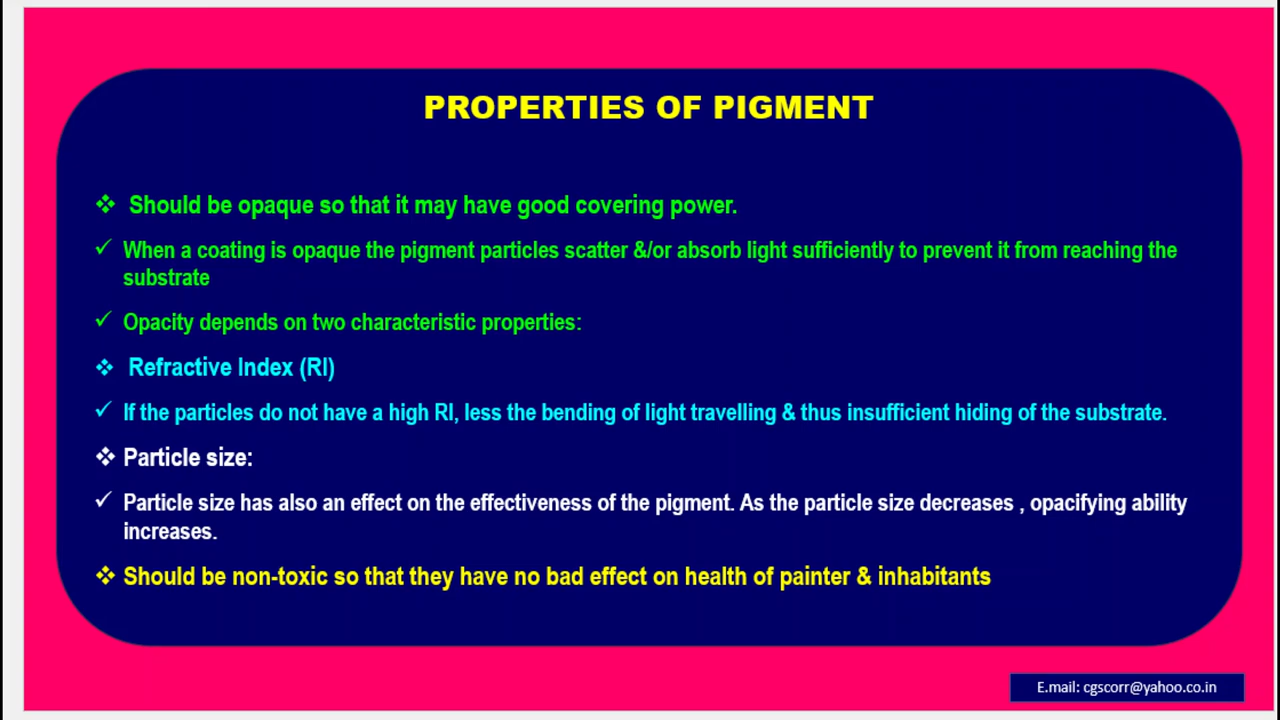 PROPERTIES OF PIGMENT
❖ Should be opaque so that it may have good covering power.
✓ When a coating is opaque the pigment particles scatter &/or absorb light sufficiently to prevent it from reaching the
substrate
✓ Opacity depends on two characteristic properties:
❖ Refractive Index (RI)
✓ If the particles do not have a high RI, less the bending of light travelling & thus insufficient hiding of the substrate.
❖ Particle size:
✓ Particle size has also an effect on the effectiveness of the pigment. As the particle size decreases , opacifying ability
increases.
❖ Should be non-toxic so that they have no bad effect on health of painter & inhabitants
E.mail: cgscorr@yahoo.co.in